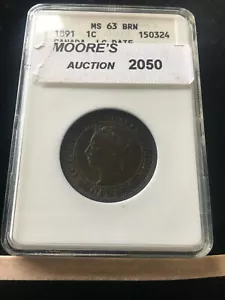 MS 63 BRN
1891 1C 150324
CANADA LG DATE
MOORE'S
AUCTION 2050